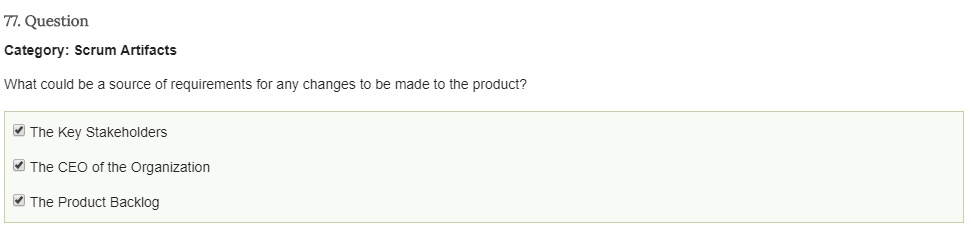 77. Question
Category: Scrum Artifacts
What could be a source of requirements for any changes to be made to the product?
The Key Stakeholders
The CEO of the Organization
The Product Backlog